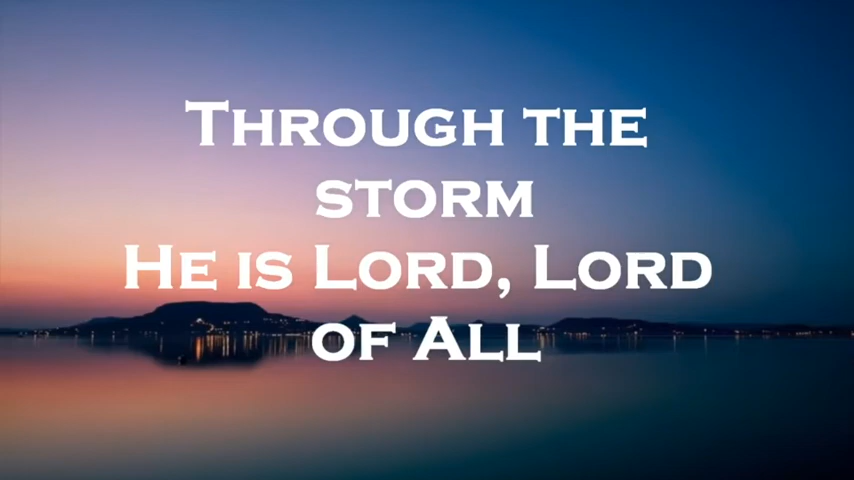 Through the
storm
He is Lord, Lord
of All